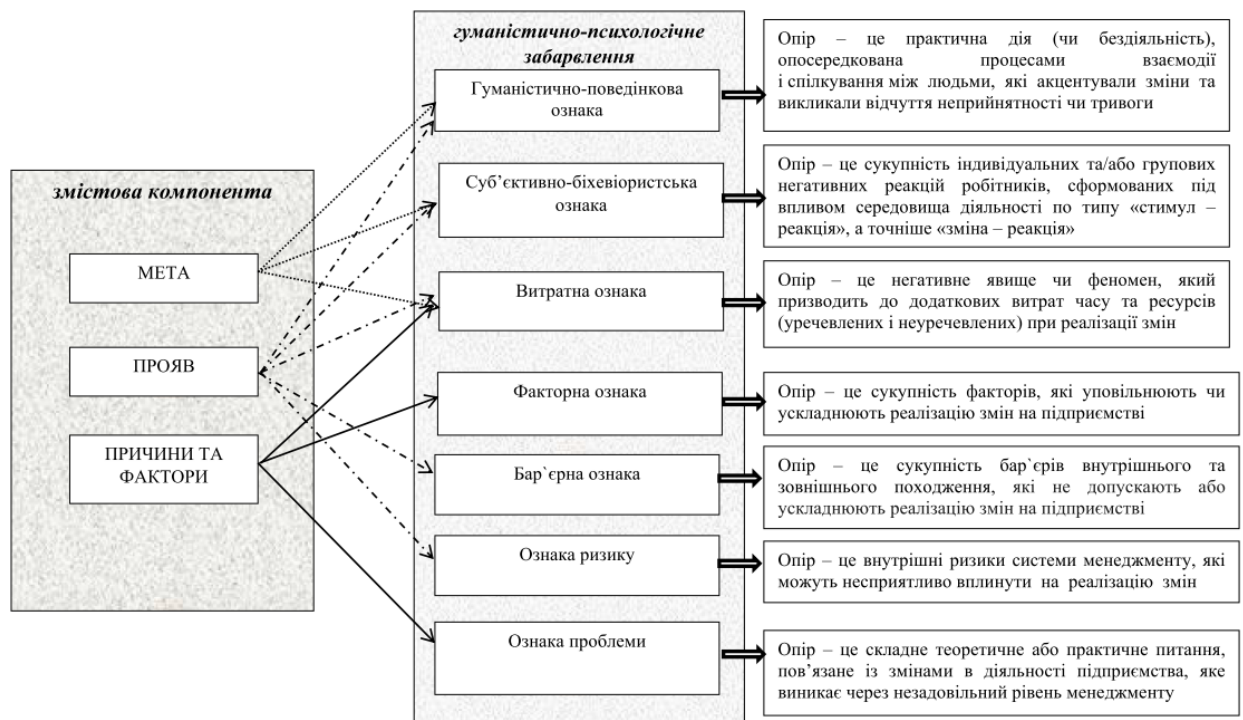 змістова компонента
МЕТА
ПРОЯВ
ПРИЧИНИ ТА
ФАКТОРИ
гуманістично-психологічне
забарвлення
Гуманістично-поведінкова
ознака
Суб’єктивно-біхевіористська
ознака
Витратна ознака
Факторна ознака
Бар`єрна ознака
Ознака ризику
Ознака проблеми
Опір – це практична дія (чи бездіяльність),
опосередкована процесами взаємодії
і спілкування між людьми, які акцентували зміни та
викликали відчуття неприйнятності чи тривоги
Опір – це сукупність індивідуальних та/або групових
негативних реакцій робітників, сформованих під
впливом середовища діяльності по типу «стимул –
реакція», а точніше «зміна – реакція»
Опір – це негативне явище чи феномен, який
призводить до додаткових витрат часу та ресурсів
(уречевлених і неуречевлених) при реалізації змін
Опір – це сукупність факторів, які уповільнюють чи
ускладнюють реалізацію змін на підприємстві
Опір – це сукупність бар`єрів внутрішнього та
зовнішнього походження, які не допускають або
ускладнюють реалізацію змін на підприємстві
Опір – це внутрішні ризики системи менеджменту, які
можуть несприятливо вплинути на реалізацію змін
Опір – це складне теоретичне або практичне питання,
пов’язане із змінами в діяльності підприємства, яке
виникає через незадовільний рівень менеджменту